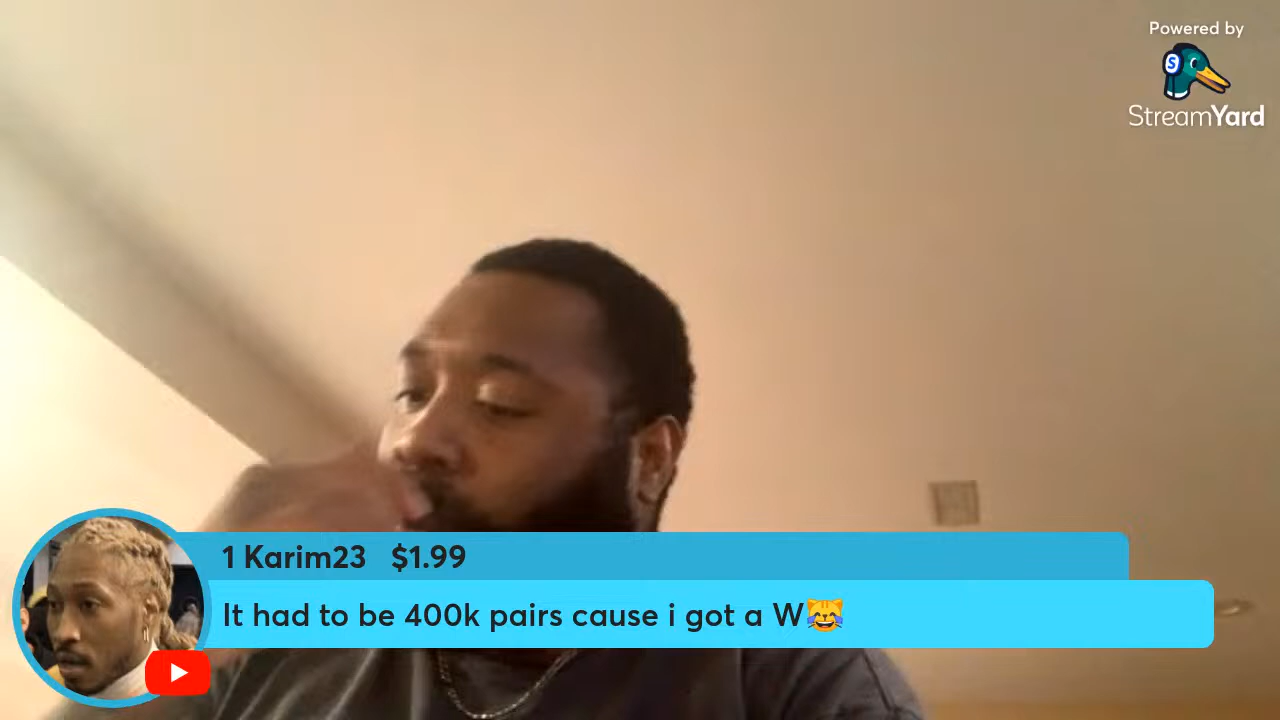 Powered by
StreamYard
1 Karim23 $1.99
It had to be 400k pairs cause i got a W😹